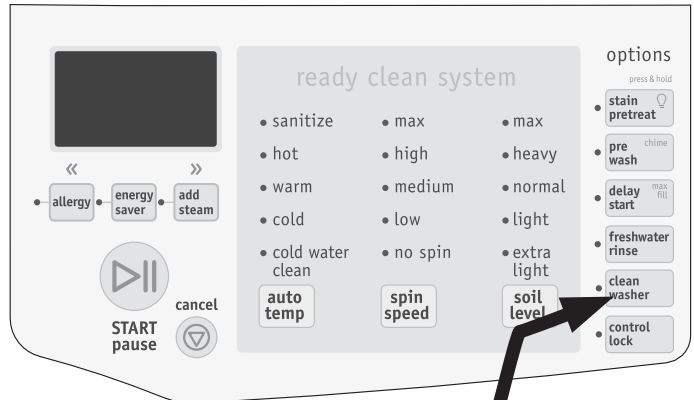 options
press & hold
ready clean system
sanitize
hot
warm
cold
cold water
clean
max
high
medium
low
no spin
max
heavy
normal
light
extra
light
auto
temp
spin
speed
soil
level
«
»
allergy
energy
saver
add
steam
START
pause
cancel
stain
pretreat
pre
wash
chime
delay
start
max
fill
freshwater
rinse
clean
washer
control
lock